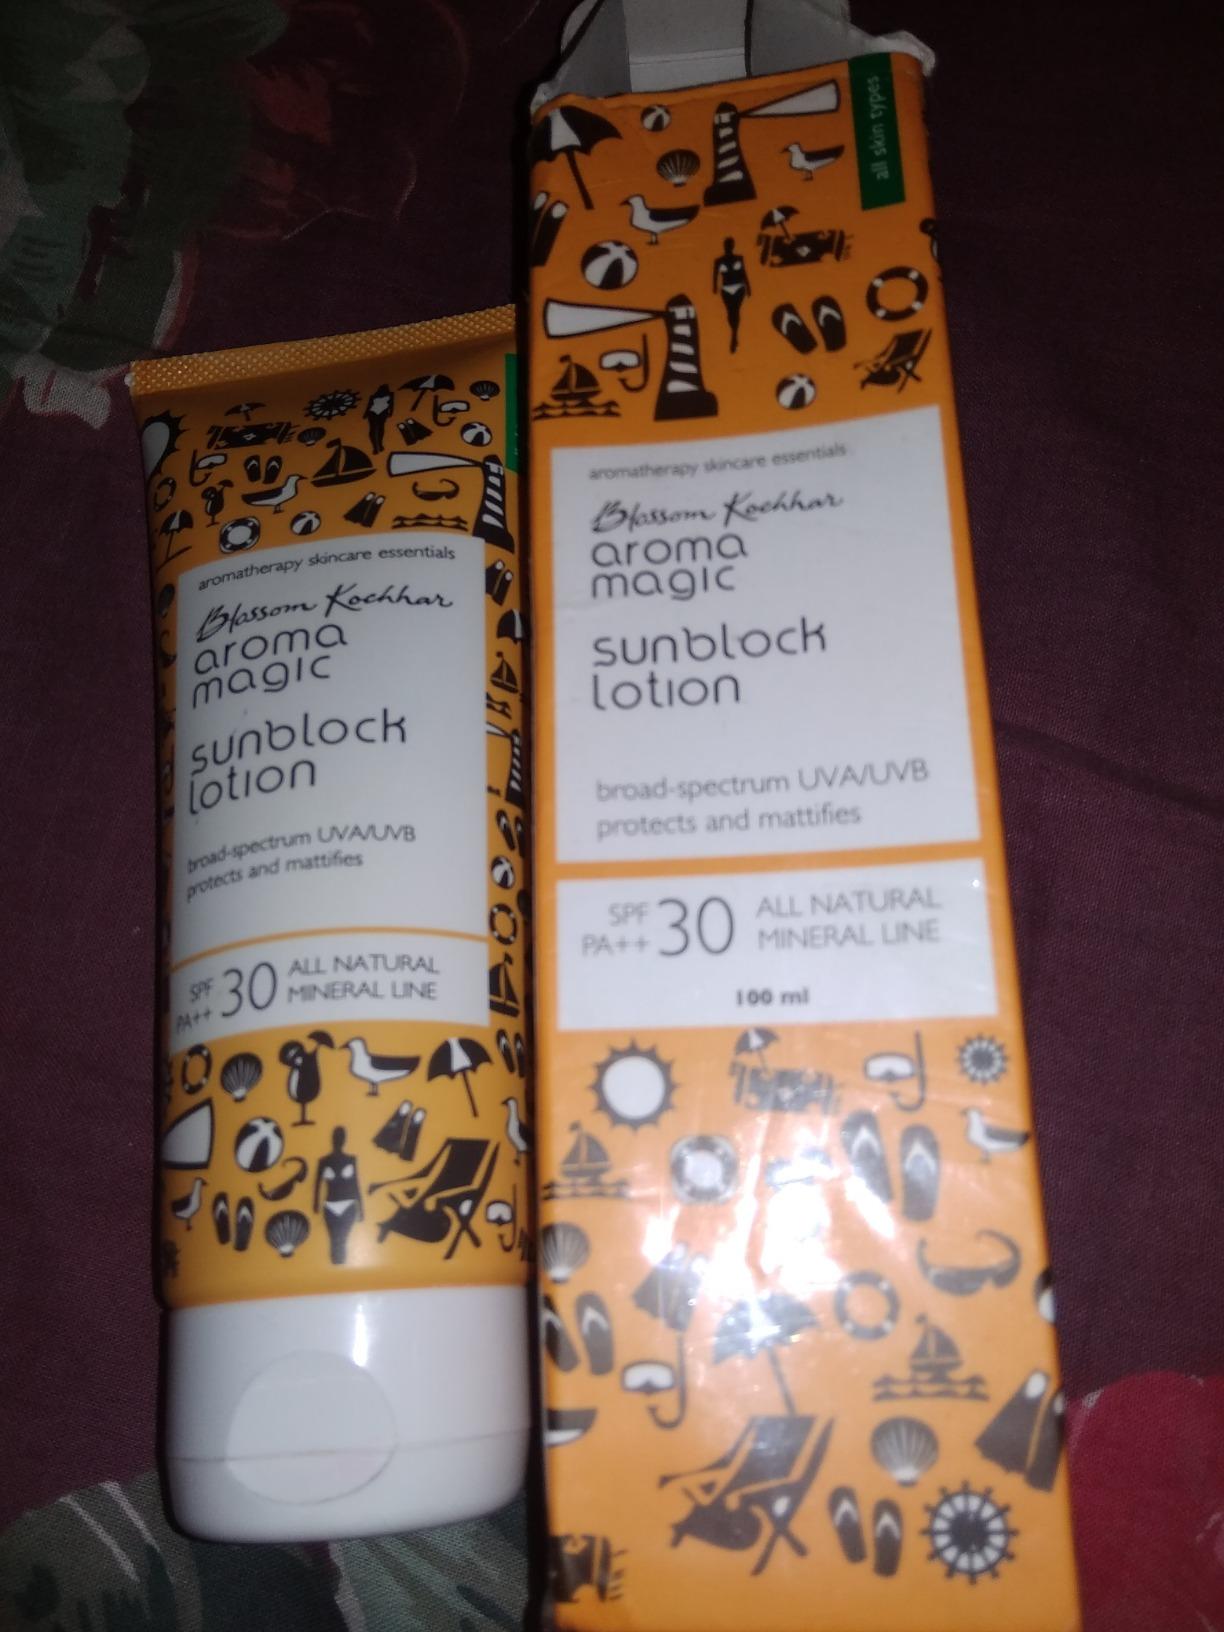 aromatherapy skincare essentials
Blossom Kochhar
aroma
magic
sunblock
lotion
broad-spectrum UVA/UVB
protects and mattifies
SPF
PA++ 30
ALL NATURAL
MINERAL LINE
all skin types
aromatherapy skincare essentials
Blossom Kochhar
aroma
magic
sunblock
lotion
broad-spectrum UVA/UVB
protects and mattifies
SPF
PA++ 30
ALL NATURAL
MINERAL LINE
100 ml